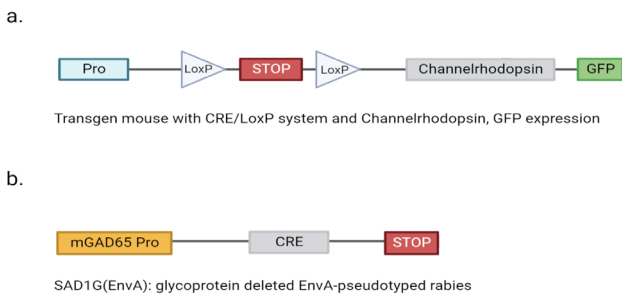 a.
Pro LoxP STOP LoxP Channelrhodopsin GFP
Transgen mouse with CRE/LoxP system and Channelrhodopsin, GFP expression
b.
mGAD65 Pro CRE STOP
SAD1G(EnvA): glycoprotein deleted EnvA-pseudotyped rabies